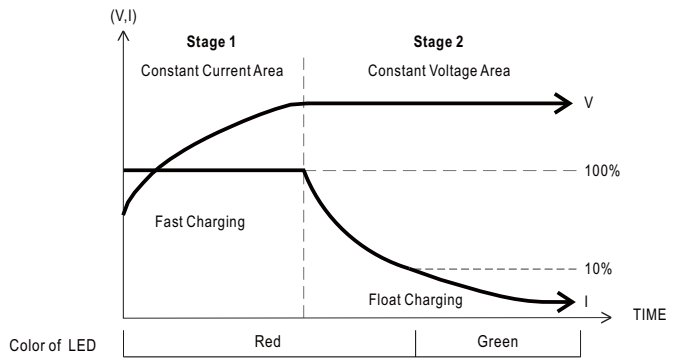 (V,I)
Stage 1
Stage 2
Constant Current Area
Constant Voltage Area
V
100%
Fast Charging
10%
Float Charging
I
TIME
Color of LED
Red
Green